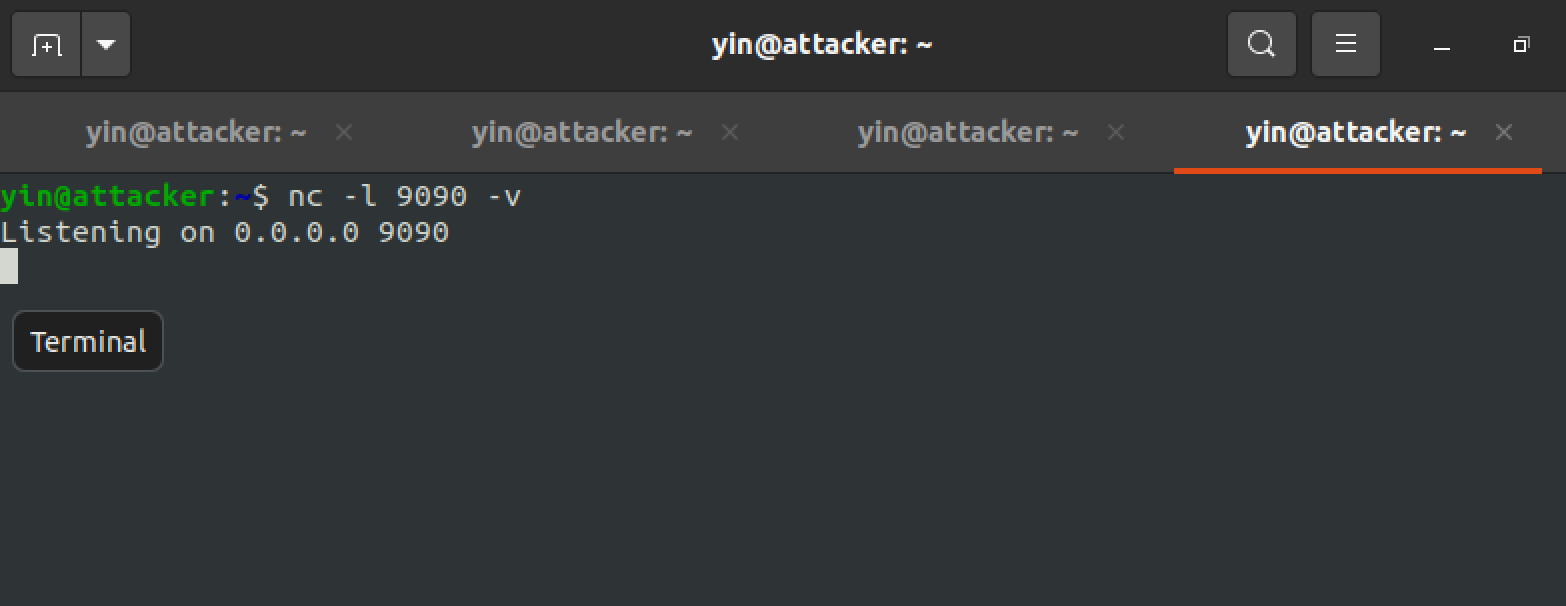 yin@attacker: ~
yin@attacker: ~ yin@attacker: ~ yin@attacker: ~ yin@attacker: ~
yin@attacker:~$ nc -l 9090 -v
Listening on 0.0.0.0 9090
Terminal